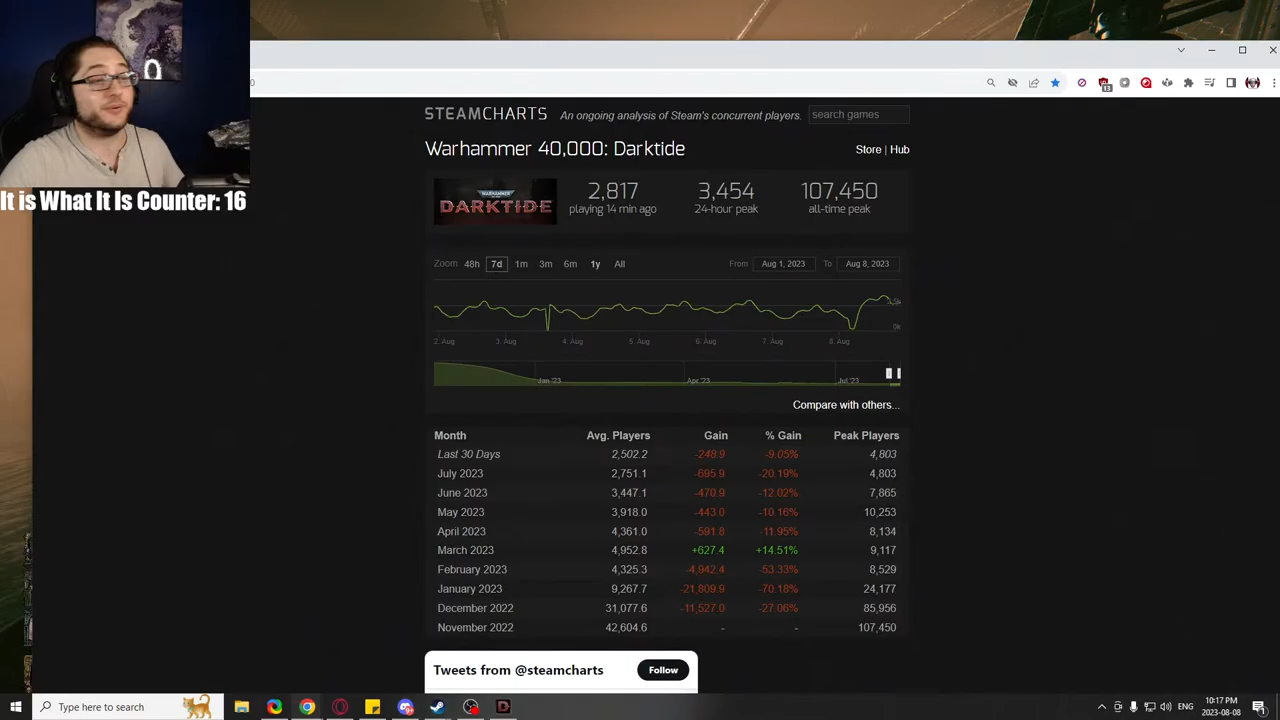 It is What It Is Counter: 16
STEAMCHARTS An ongoing analysis of Steam's concurrent players. search games
Warhammer 40,000: Darktide Store | Hub
WARHAMMER
DARKTIDE
2,817 3,454 107,450
playing 14 min ago 24-hour peak all-time peak
Zoom 48h 7d 1m 3m 6m 1y All From Aug 1, 2023 To Aug 8, 2023
0k
2. Aug 3. Aug 4. Aug 5. Aug 6. Aug 7. Aug 8. Aug
Jan '23 Apr '23 Jul '23
Compare with others...
Month Avg. Players Gain % Gain Peak Players
Last 30 Days 2,502.2 -248.9 -9.05% 4,803
July 2023 2,751.1 -695.9 -20.19% 4,803
June 2023 3,447.1 -470.9 -12.02% 7,865
May 2023 3,918.0 -443.0 -10.16% 10,253
April 2023 4,361.0 -591.8 -11.95% 8,134
March 2023 4,952.8 +627.4 +14.51% 9,117
February 2023 4,325.3 -4,942.4 -53.33% 8,529
January 2023 9,267.7 -21,809.9 -70.18% 24,177
December 2022 31,077.6 -11,527.0 -27.06% 85,956
November 2022 42,604.6 - - 107,450
Tweets from @steamcharts Follow
Type here to search
ENG 10:17 PM
2023-08-08